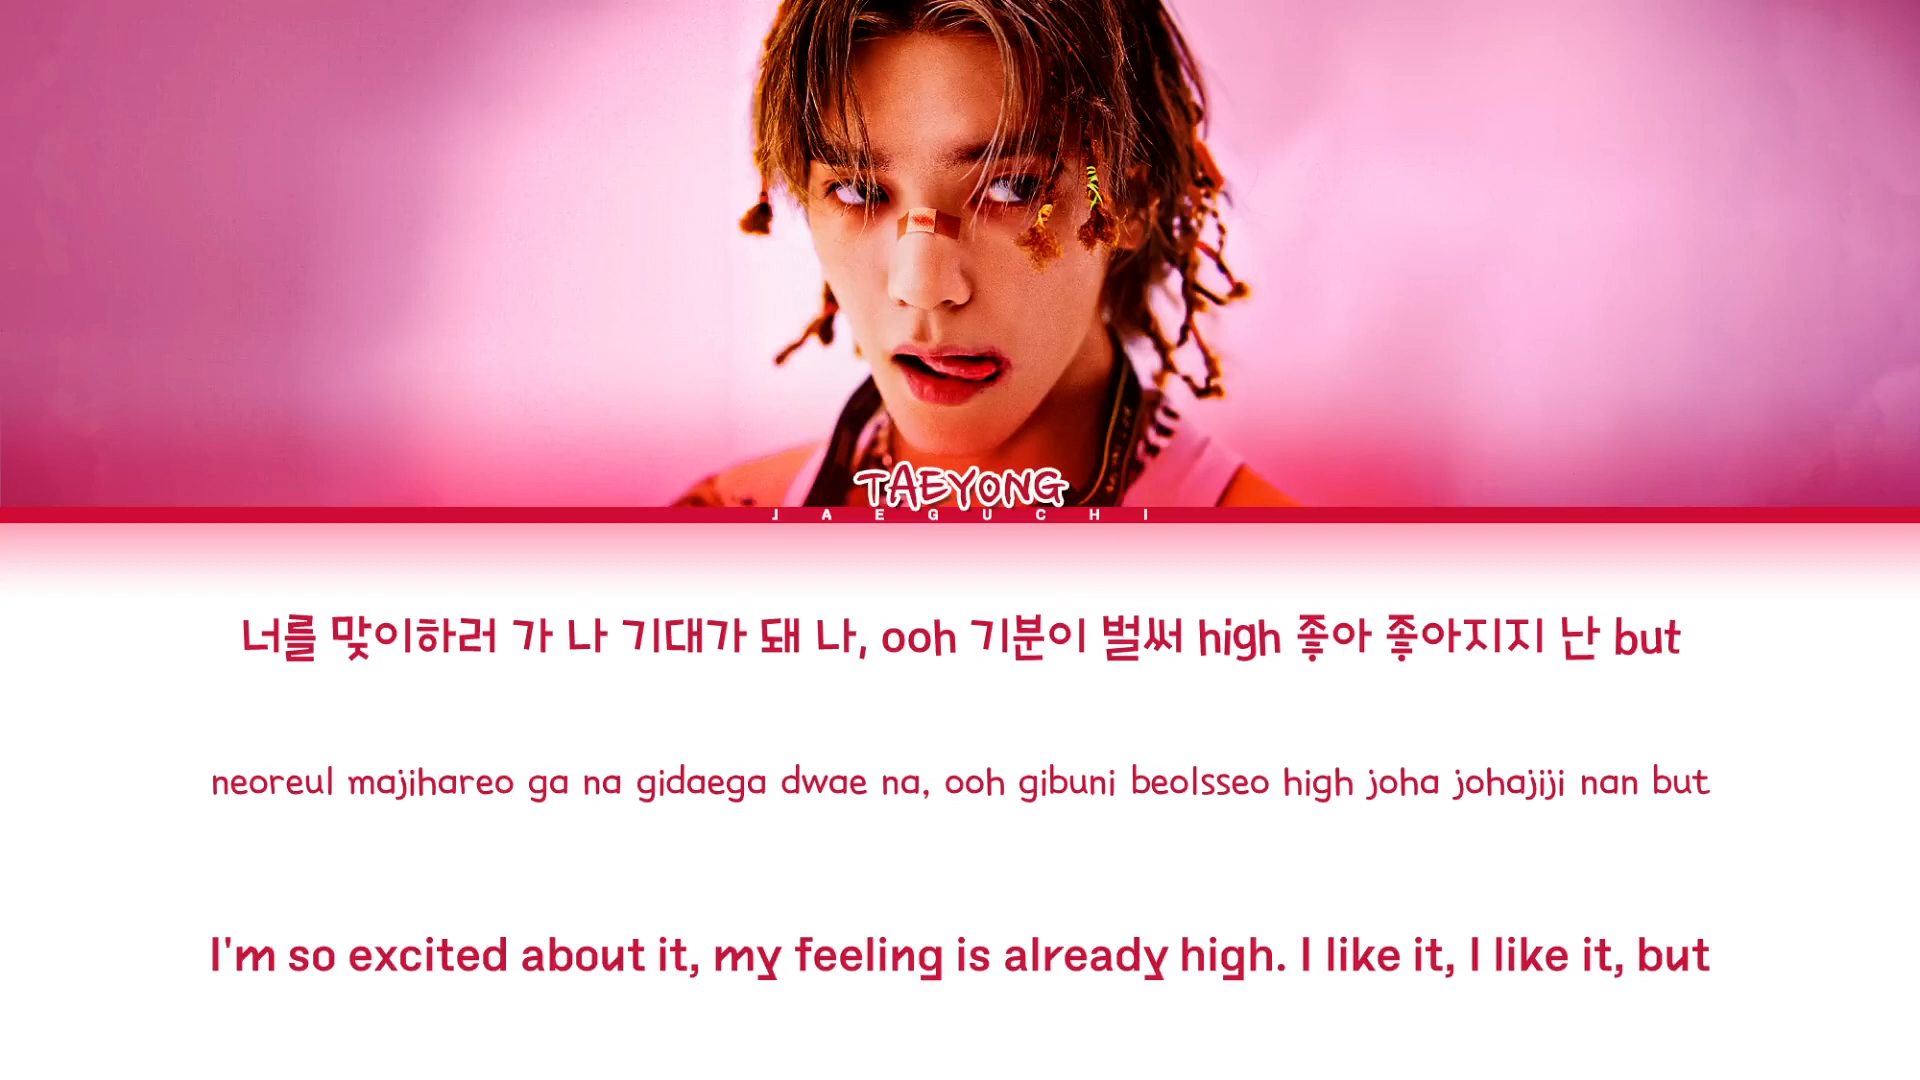 TAEYONG
JAEGUCHI
너를 맞이하러 가 나 기대가 돼 나, ooh 기분이 벌써 high 좋아 좋아지지 난 but
neoreul majihareo ga na gidaega dwae na, ooh gibuni beolsseo high joha johajiji nan but
I'm so excited about it, my feeling is already high. I like it, I like it, but